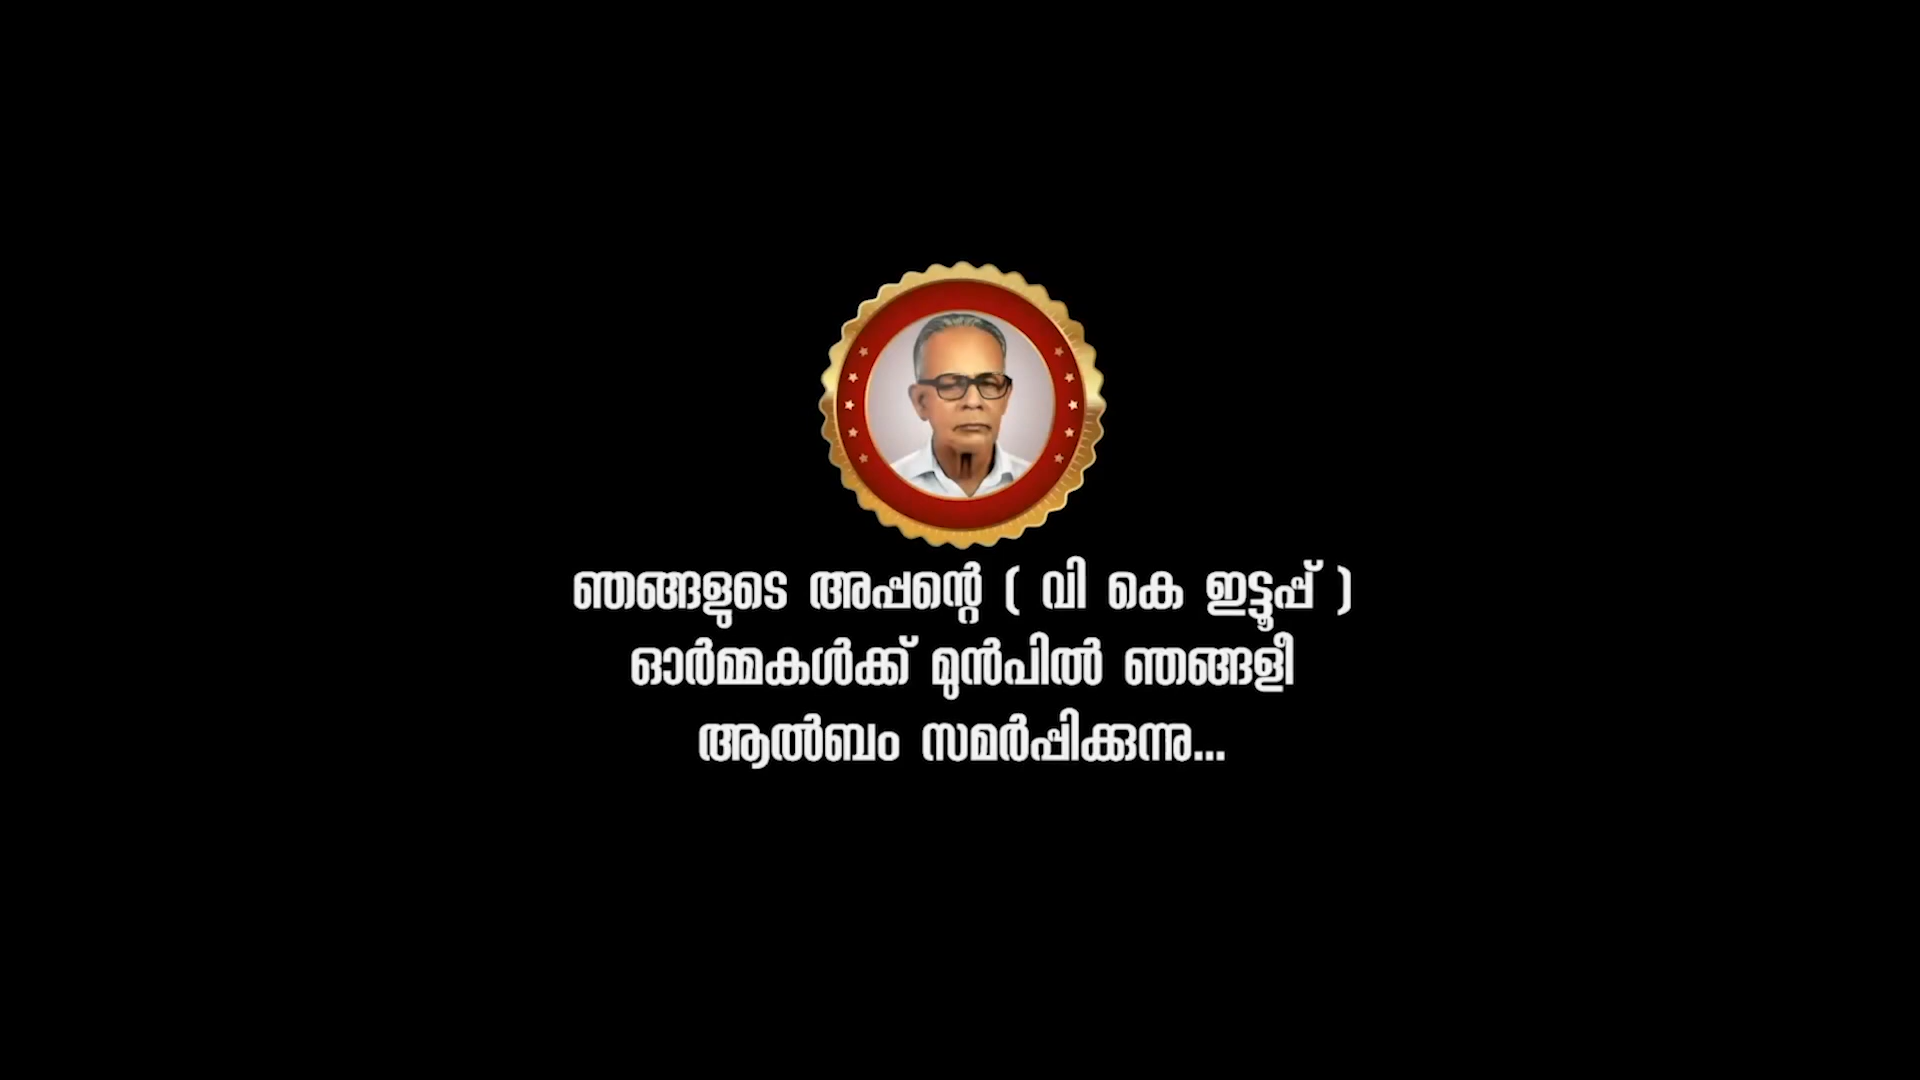 ഞങ്ങളുടെ അപ്പന്റെ ( വി കെ ഇട്ടൂപ്പ് )
ഓർമ്മകൾക്ക് മുൻപിൽ ഞങ്ങളീ
ആൽബം സമർപ്പിക്കുന്നു...